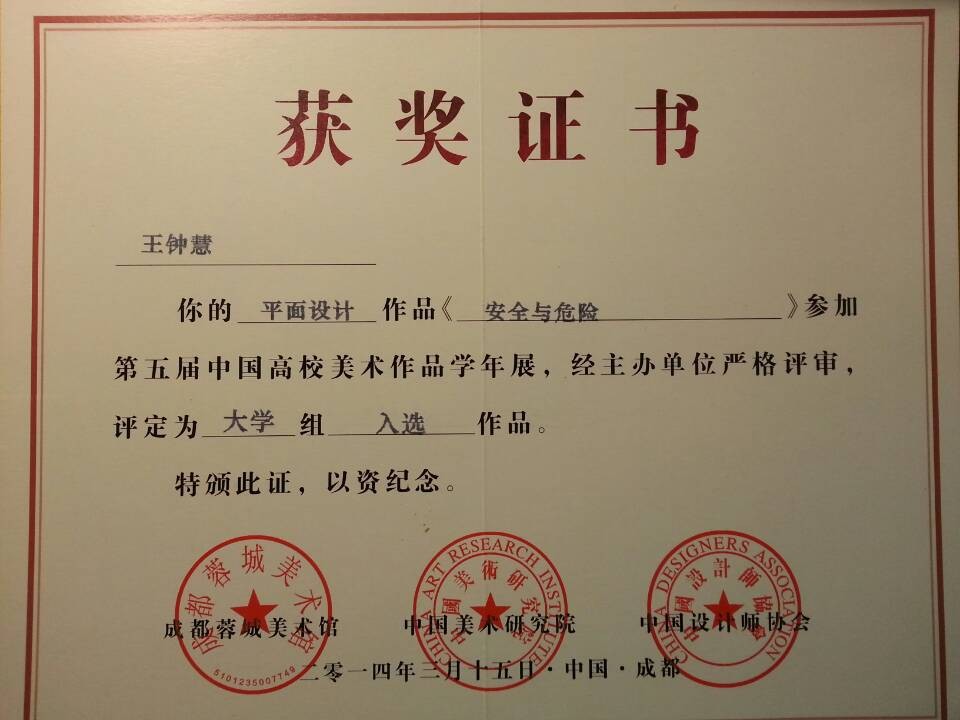 获奖证书
王钟慧
你的 平面设计 作品《 安全与危险 》参加
第五届中国高校美术作品学年展，经主办单位严格评审，
评定为 大学 组 入选 作品。
特颁此证，以资纪念。
成都蓉城美术馆
5101235007749
CHINA ART RESEARCH INSTITUTE
中國美術研究院
CHINA DESIGNERS ASSOCIATION
中國設計師協會
成都蓉城美术馆 中国美术研究院 中国设计师协会
二零一四年三月十五日·中国·成都